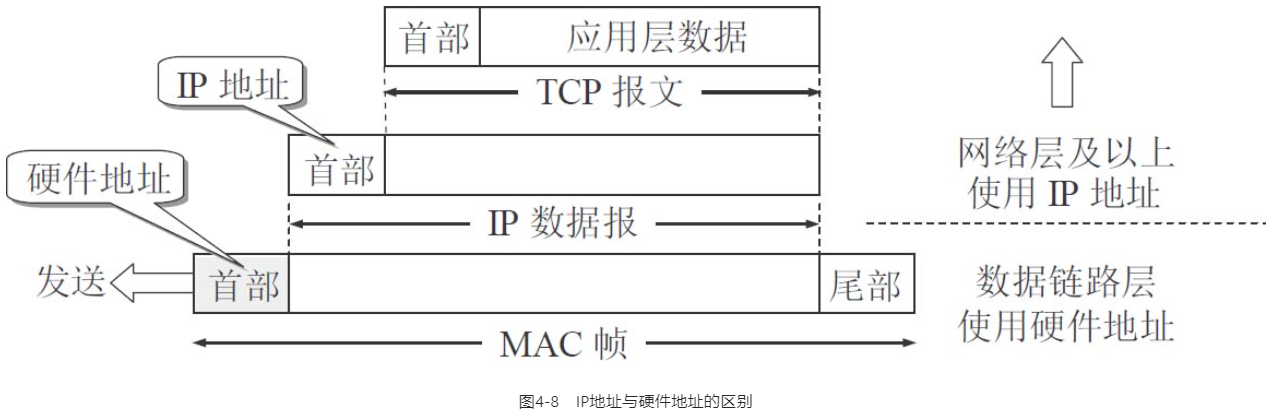 首部
应用层数据
IP 地址
TCP 报文
硬件地址
首部
网络层及以上
使用 IP 地址
IP 数据报
发送
首部
尾部
数据链路层
使用硬件地址
MAC 帧
图4-8 IP地址与硬件地址的区别